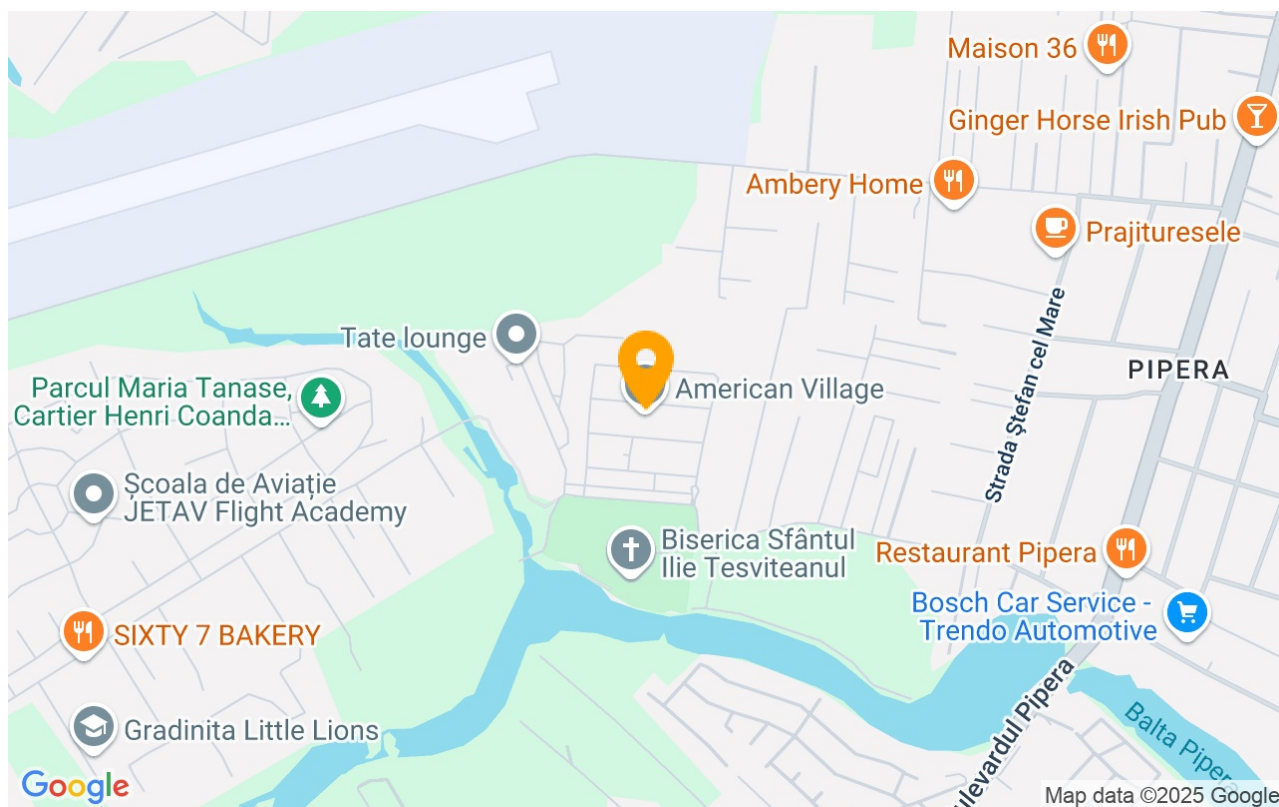 Maison 36
Ginger Horse Irish Pub
Ambery Home
Prajituresele
Tate lounge
PIPERA
American Village
Parcul Maria Tanase,
Cartier Henri Coanda...
Strada Ștefan cel Mare
Școala de Aviație
JETAV Flight Academy
Biserica Sfântul
Ilie Tesviteanul
Restaurant Pipera
Bosch Car Service -
Trendo Automotive
SIXTY 7 BAKERY
Gradinita Little Lions
ulevardul Pipera
Balta Pipera
Google
Map data ©2025 Google